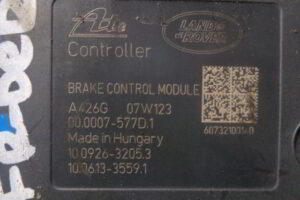 Ate
LAND-
ROVER
Controller
BRAKE CONTROL MODULE
A426G 07W123
00.0007-577D.1
Made in Hungary
10.0926-3205.3
10.0613-3559.1